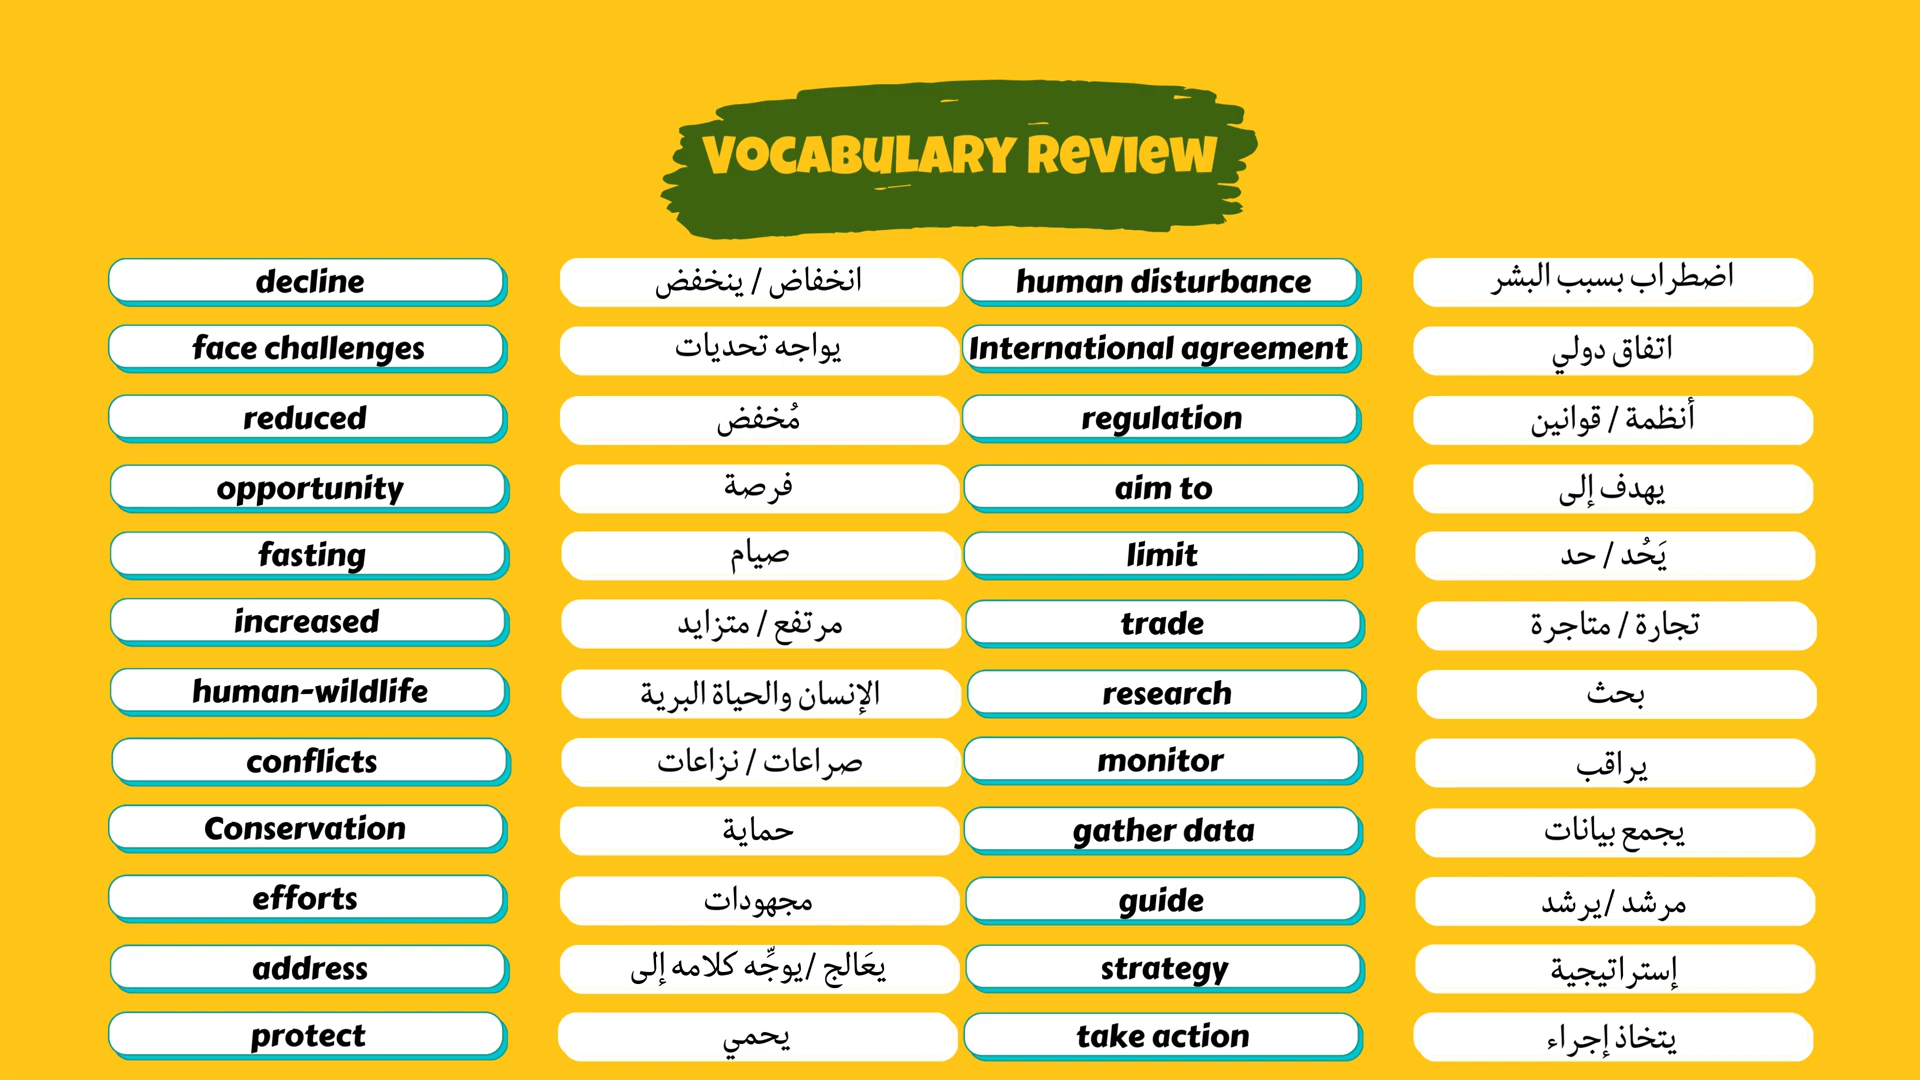 VOCABULARY REVIEW
decline
انخفاض / ينخفض
human disturbance
اضطراب بسبب البشر
face challenges
يواجه تحديات
International agreement
اتفاق دولي
reduced
مُخفض
regulation
أنظمة / قوانين
opportunity
فرصة
aim to
يهدف إلى
fasting
صيام
limit
يَحُد / حد
increased
مرتفع / متزايد
trade
تجارة / متاجرة
human-wildlife
الإنسان والحياة البرية
research
بحث
conflicts
صراعات / نزاعات
monitor
يراقب
Conservation
حماية
gather data
يجمع بيانات
efforts
مجهودات
guide
مرشد /يرشد
address
يعَالج /يوجِّه كلامه إلى
strategy
إستراتيجية
protect
يحمي
take action
يتخاذ إجراء